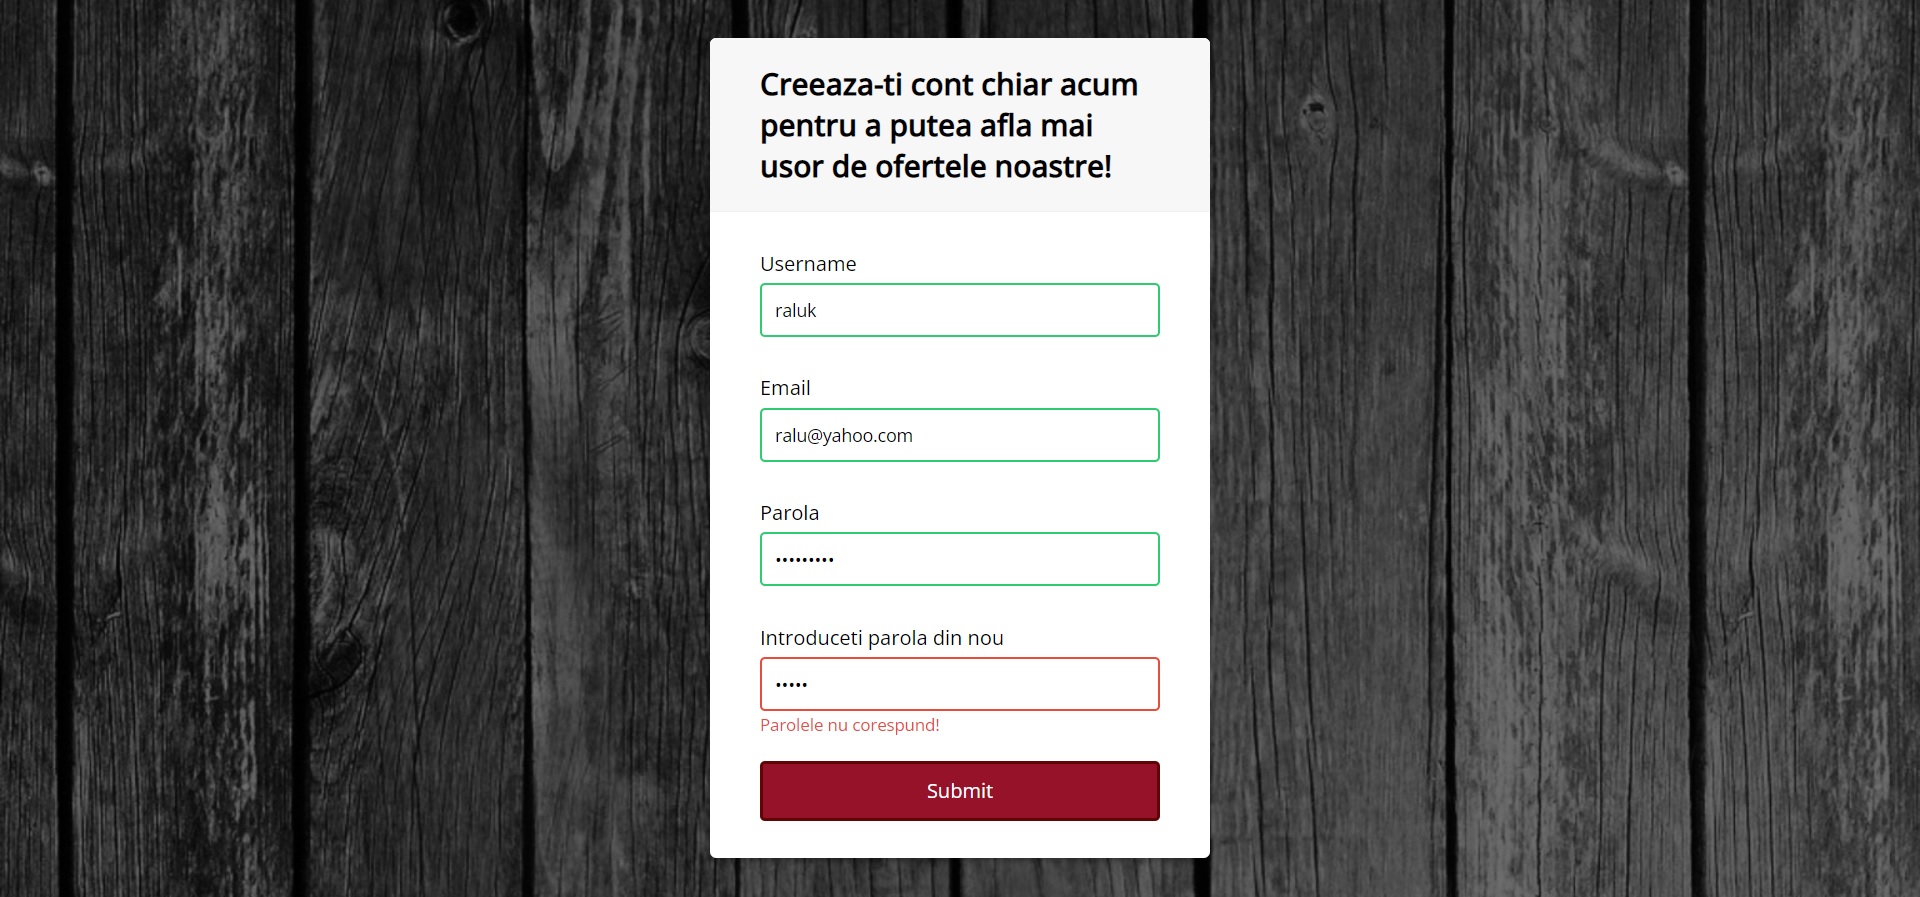 Creeaza-ti cont chiar acum
pentru a putea afla mai
usor de ofertele noastre!
Username
raluk
Email
ralu@yahoo.com
Parola
•••••••••
Introduceti parola din nou
•••••
Parolele nu corespund!
Submit